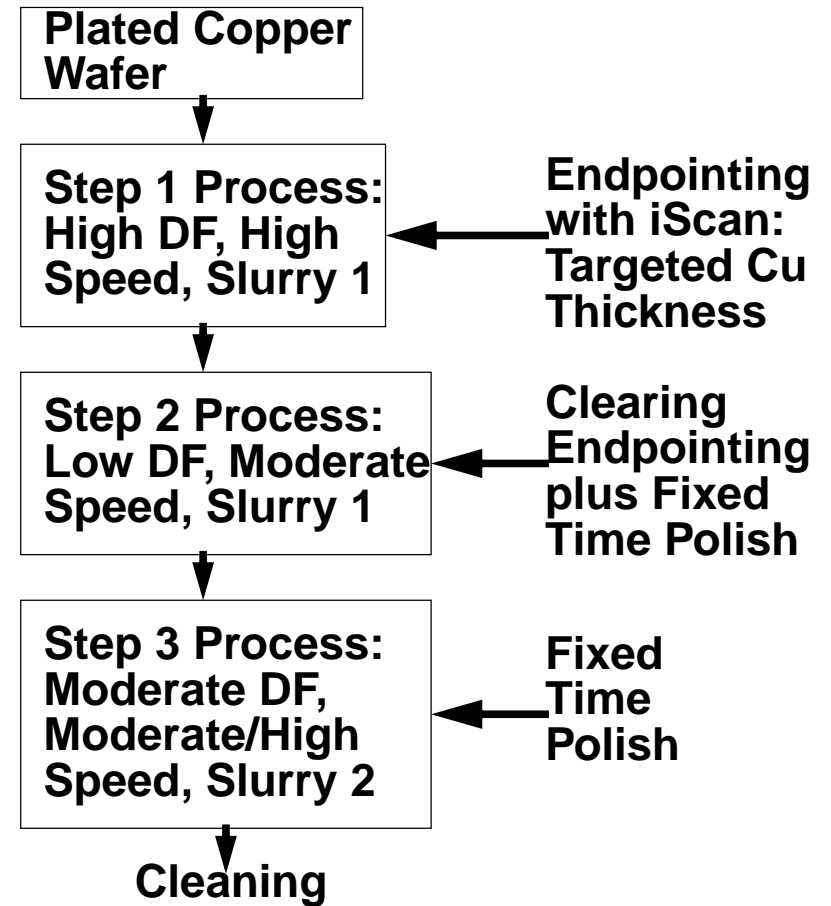 Plated Copper
Wafer
Step 1 Process:
High DF, High
Speed, Slurry 1
Endpointing
with iScan:
Targeted Cu
Thickness
Step 2 Process:
Low DF, Moderate
Speed, Slurry 1
Clearing
Endpointing
plus Fixed
Time Polish
Step 3 Process:
Moderate DF,
Moderate/High
Speed, Slurry 2
Fixed
Time
Polish
Cleaning